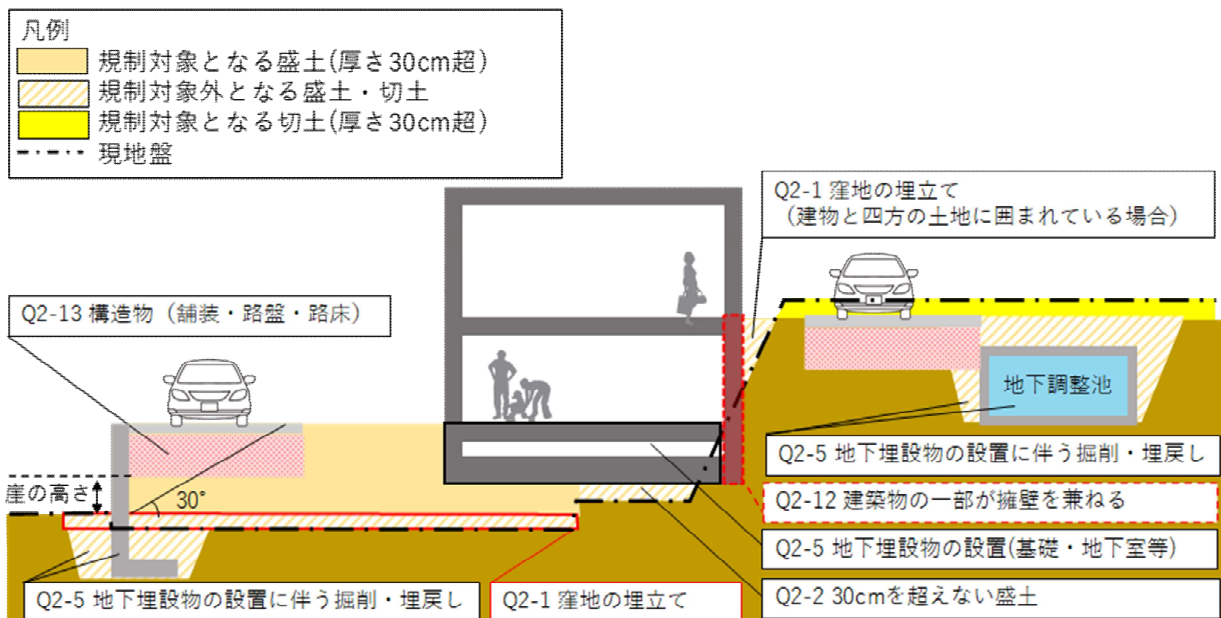 凡例
規制対象となる盛土(厚さ30cm超)
規制対象外となる盛土・切土
規制対象となる切土(厚さ30cm超)
現地盤
Q2-1 窪地の埋立て
（建物と四方の土地に囲まれている場合）
Q2-13 構造物（舗装・路盤・路床）
地下調整池
Q2-5 地下埋設物の設置に伴う掘削・埋戻し
崖の高さ
30°
Q2-12 建築物の一部が擁壁を兼ねる
Q2-5 地下埋設物の設置(基礎・地下室等)
Q2-5 地下埋設物の設置に伴う掘削・埋戻し
Q2-1 窪地の埋立て
Q2-2 30cmを超えない盛土